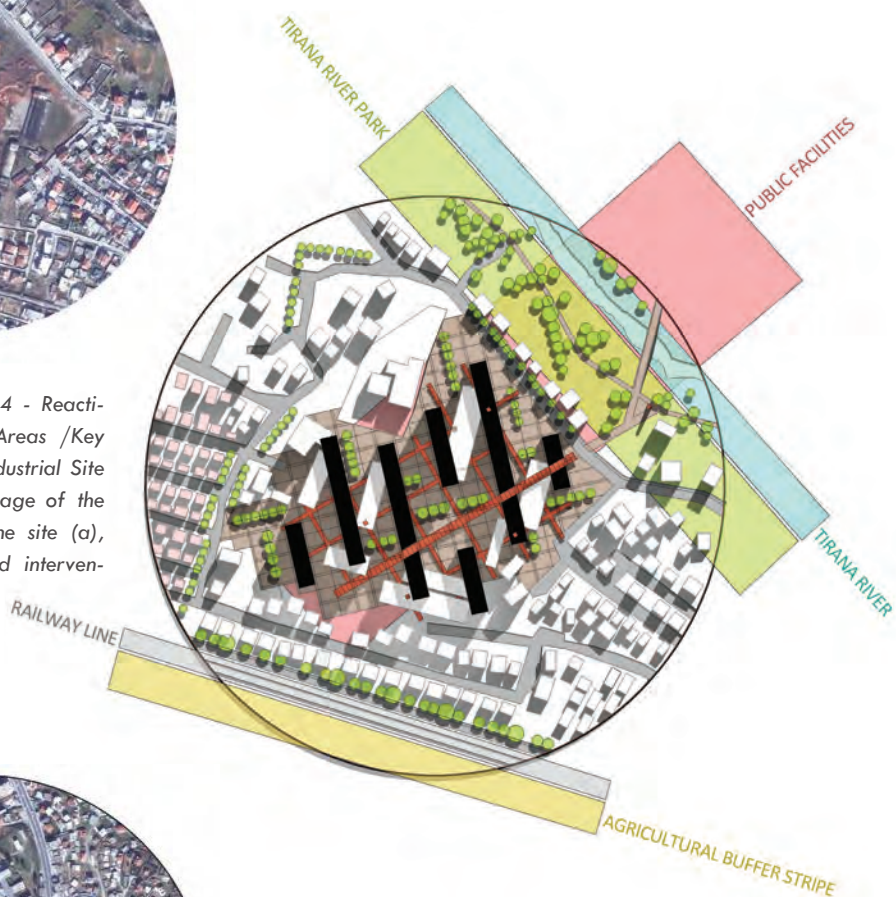 TIRANA RIVER PARK
PUBLIC FACILITIES
4 - Reacti-
Areas /Key
dustrial Site
age of the
ne site (a),
d interven-
RAILWAY LINE
TIRANA RIVER
AGRICULTURAL BUFFER STRIPE